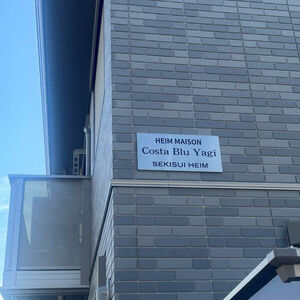 HEIM MAISON
Costa Blu Yagi
SEKISUI HEIM